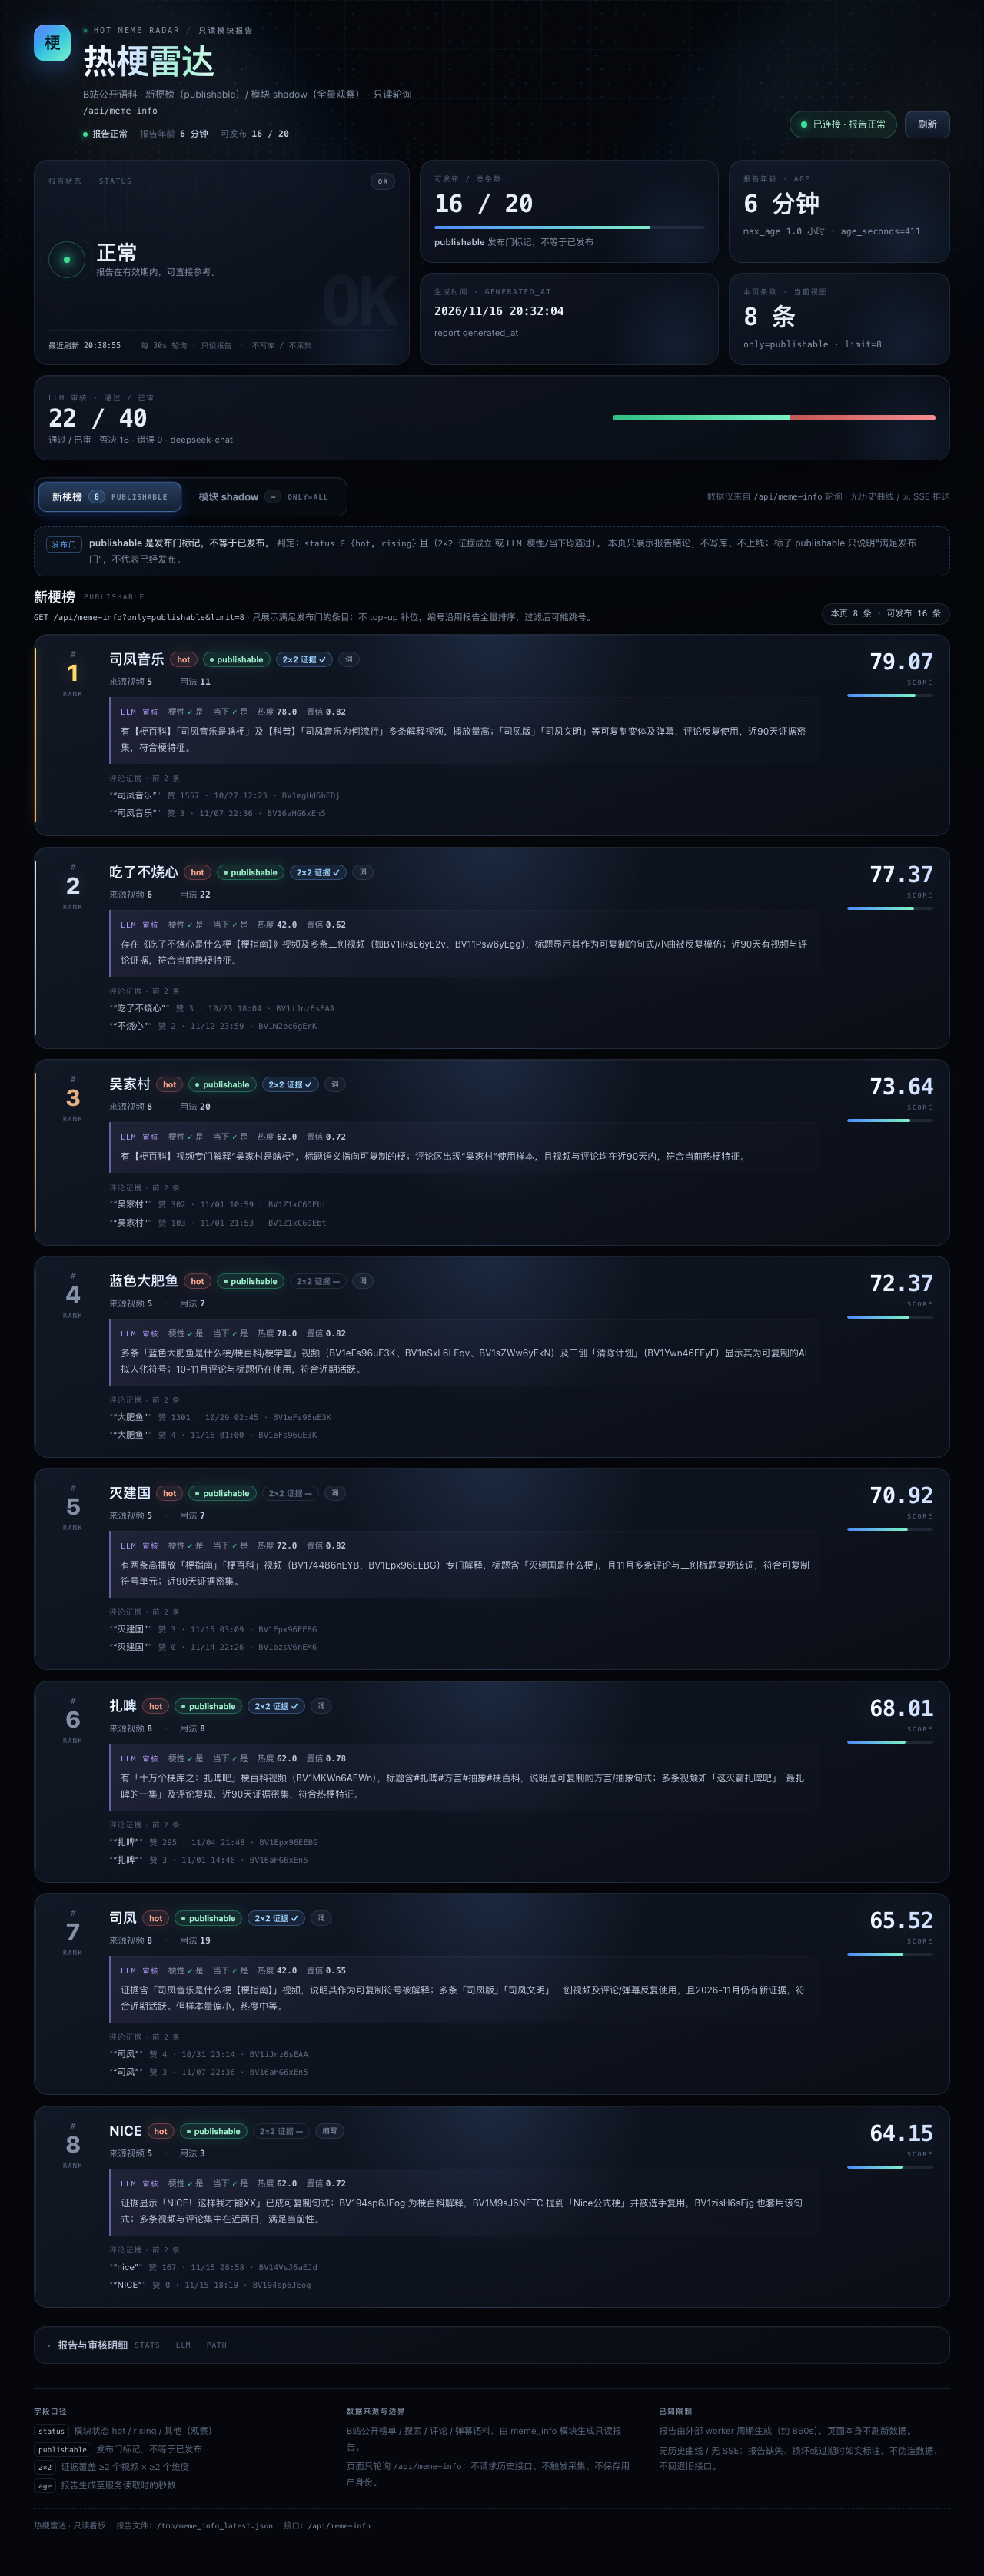 梗
HOT MEME RADAR / 只读模块报告
热梗雷达
B站公开语料 · 新梗榜（publishable）/ 模块 shadow（全量观察） · 只读轮询
/api/meme-info
报告正常 报告年龄 6 分钟 可发布 16 / 20
已连接 · 报告正常
刷新
报告状态 · STATUS
ok
正常
报告在有效期内，可直接参考。
OK
最近刷新 20:38:55 · 每 30s 轮询 · 只读报告 · 不写库 / 不采集
可发布 / 总条数
16 / 20
publishable 发布门标记，不等于已发布
报告年龄 · AGE
6 分钟
max_age 1.0 小时 · age_seconds=411
生成时间 · GENERATED_AT
2026/11/16 20:32:04
report generated_at
本页条数 · 当前视图
8 条
only=publishable · limit=8
LLM 审核 · 通过 / 已审
22 / 40
通过 / 已审 · 否决 18 · 错误 0 · deepseek-chat
新梗榜 8 PUBLISHABLE
模块 shadow — ONLY=ALL
数据仅来自 /api/meme-info 轮询 · 无历史曲线 / 无 SSE 推送
发布门
publishable 是发布门标记，不等于已发布。 判定：status ∈ {hot, rising} 且（2×2 证据成立 或 LLM 梗性/当下均通过）。 本页只展示报告结论，不写库、不上线；标了 publishable 只说明“满足发布
门”，不代表已经发布。
新梗榜 PUBLISHABLE
GET /api/meme-info?only=publishable&limit=8 · 只展示满足发布门的条目；不 top-up 补位，编号沿用报告全量排序，过滤后可能跳号。
本页 8 条 · 可发布 16 条
#
1
RANK
司凤音乐 hot publishable 2×2 证据 ✓ 词
来源视频 5 · 用法 11
LLM 审核 梗性 ✓ 是 当下 ✓ 是 热度 78.0 置信 0.82
有【梗百科】「司凤音乐是啥梗」及【科普】「司凤音乐为何流行」多条解释视频，播放量高；「司凤版」「司凤文明」等可复制变体及弹幕、评论反复使用，近90天证据密
集，符合梗特征。
评论证据 · 前 2 条
“"司凤音乐"” 赞 1557 · 10/27 12:23 · BV1mgHd6bEDj
“"司凤音乐"” 赞 3 · 11/07 22:36 · BV16aHG6xEn5
79.07
SCORE
#
2
RANK
吃了不烧心 hot publishable 2×2 证据 ✓ 词
来源视频 6 · 用法 22
LLM 审核 梗性 ✓ 是 当下 ✓ 是 热度 42.0 置信 0.62
存在《吃了不烧心是什么梗【梗指南】》视频及多条二创视频（如BV1iRsE6yE2v、BV11Psw6yEgg），标题显示其作为可复制的句式/小曲被反复模仿；近90天有视频与评
论证据，符合当前热梗特征。
评论证据 · 前 2 条
“"吃了不烧心"” 赞 3 · 10/23 18:04 · BV1iJnz6sEAA
“"不烧心"” 赞 2 · 11/12 23:59 · BV1N2pc6gErK
77.37
SCORE
#
3
RANK
吴家村 hot publishable 2×2 证据 ✓ 词
来源视频 8 · 用法 20
LLM 审核 梗性 ✓ 是 当下 ✓ 是 热度 62.0 置信 0.72
有【梗百科】视频专门解释“吴家村是啥梗”，标题语义指向可复制的梗；评论区出现“吴家村”使用样本，且视频与评论均在近90天内，符合当前热梗特征。
评论证据 · 前 2 条
“"吴家村"” 赞 302 · 11/01 10:59 · BV1Z1xC6DEbt
“"吴家村"” 赞 103 · 11/01 21:53 · BV1Z1xC6DEbt
73.64
SCORE
#
4
RANK
蓝色大肥鱼 hot publishable 2×2 证据 — 词
来源视频 5 · 用法 7
LLM 审核 梗性 ✓ 是 当下 ✓ 是 热度 78.0 置信 0.82
多条「蓝色大肥鱼是什么梗/梗百科/梗学堂」视频（BV1eFs96uE3K、BV1nSxL6LEqv、BV1sZWw6yEkN）及二创「清除计划」（BV1Ywn46EEyF）显示其为可复制的AI
拟人化符号；10-11月评论与标题仍在使用，符合近期活跃。
评论证据 · 前 2 条
“"大肥鱼"” 赞 1301 · 10/29 02:45 · BV1eFs96uE3K
“"大肥鱼"” 赞 4 · 11/16 01:00 · BV1eFs96uE3K
72.37
SCORE
#
5
RANK
灭建国 hot publishable 2×2 证据 — 词
来源视频 5 · 用法 7
LLM 审核 梗性 ✓ 是 当下 ✓ 是 热度 72.0 置信 0.82
有两条高播放「梗指南」「梗百科」视频（BV174486nEYB、BV1Epx96EEBG）专门解释，标题含「灭建国是什么梗」，且11月多条评论与二创标题复现该词，符合可复制
符号单元；近90天证据密集。
评论证据 · 前 2 条
“"灭建国"” 赞 3 · 11/15 03:09 · BV1Epx96EEBG
“"灭建国"” 赞 0 · 11/14 22:26 · BV1bzsV6nEM6
70.92
SCORE
#
6
RANK
扎啤 hot publishable 2×2 证据 ✓ 词
来源视频 8 · 用法 8
LLM 审核 梗性 ✓ 是 当下 ✓ 是 热度 62.0 置信 0.78
有「十万个梗库之：扎啤吧」梗百科视频（BV1MKWn6AEWn），标题含#扎啤#方言#抽象#梗百科，说明是可复制的方言/抽象句式；多条视频如「这灭霸扎啤吧」「最扎
啤的一集」及评论复现，近90天证据密集，符合热梗特征。
评论证据 · 前 2 条
“"扎啤"” 赞 295 · 11/04 21:48 · BV1Epx96EEBG
“"扎啤"” 赞 3 · 11/01 14:46 · BV16aHG6xEn5
68.01
SCORE
#
7
RANK
司凤 hot publishable 2×2 证据 ✓ 词
来源视频 8 · 用法 19
LLM 审核 梗性 ✓ 是 当下 ✓ 是 热度 42.0 置信 0.55
证据含「司凤音乐是什么梗【梗指南】」视频，说明其作为可复制符号被解释；多条「司凤版」「司凤文明」二创视频及评论/弹幕反复使用，且2026-11月仍有新证据，符
合近期活跃。但样本量偏小，热度中等。
评论证据 · 前 2 条
“"司凤"” 赞 4 · 10/31 23:14 · BV1iJnz6sEAA
“"司凤"” 赞 3 · 11/07 22:36 · BV16aHG6xEn5
65.52
SCORE
#
8
RANK
NICE hot publishable 2×2 证据 — 缩写
来源视频 5 · 用法 3
LLM 审核 梗性 ✓ 是 当下 ✓ 是 热度 62.0 置信 0.72
证据显示「NICE！这样我才能XX」已成可复制句式：BV194sp6JEog 为梗百科解释，BV1M9sJ6NETC 提到「Nice公式梗」并被选手复用，BV1zisH6sEjg 也套用该句
式；多条视频与评论集中在近两日，满足当前性。
评论证据 · 前 2 条
“"nice"” 赞 167 · 11/15 08:58 · BV14VsJ6aEJd
“"NICE"” 赞 0 · 11/15 18:19 · BV194sp6JEog
64.15
SCORE
报告与审核明细 STATS · LLM · PATH
字段口径
status 模块状态 hot / rising / 其他（观察）
publishable 发布门标记，不等于已发布
2×2 证据覆盖 ≥2 个视频 × ≥2 个维度
age 报告生成至服务读取时的秒数
数据来源与边界
B站公开榜单 / 搜索 / 评论 / 弹幕语料，由 meme_info 模块生成只读报
告。
页面只轮询 /api/meme-info；不请求历史接口、不触发采集、不保存用
户身份。
已知限制
报告由外部 worker 周期生成（约 860s），页面本身不刷新数据。
无历史曲线 / 无 SSE；报告缺失、损坏或过期时如实标注，不伪造数据、
不回退旧接口。
热梗雷达 · 只读看板 报告文件：/tmp/meme_info_latest.json 接口：/api/meme-info